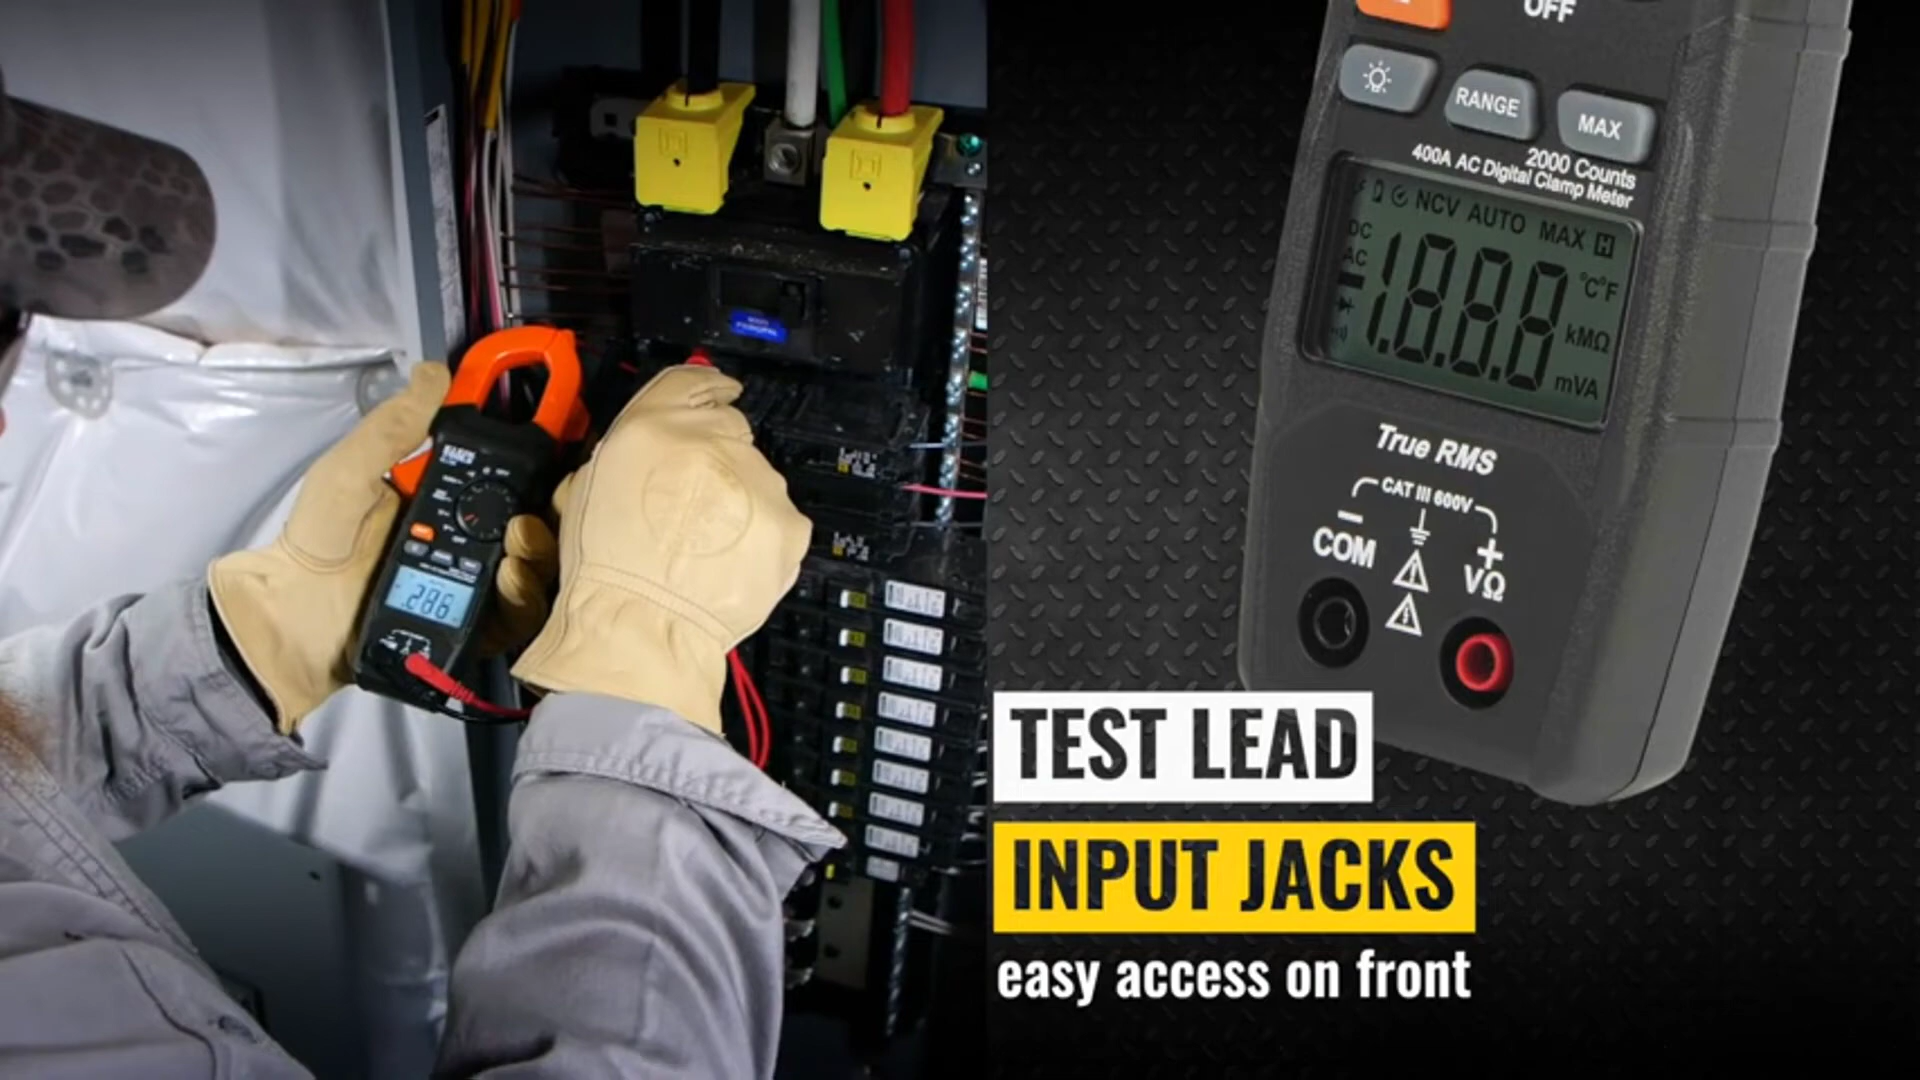 OFF
RANGE
MAX
2000 Counts
400A AC Digital Clamp Meter
NCV AUTO MAX H
DC
AC
-1.8.8.8
°C°F
kMΩ
mVA
True RMS
CAT III 600V
COM
+
VΩ
TEST LEAD
INPUT JACKS
easy access on front
.286